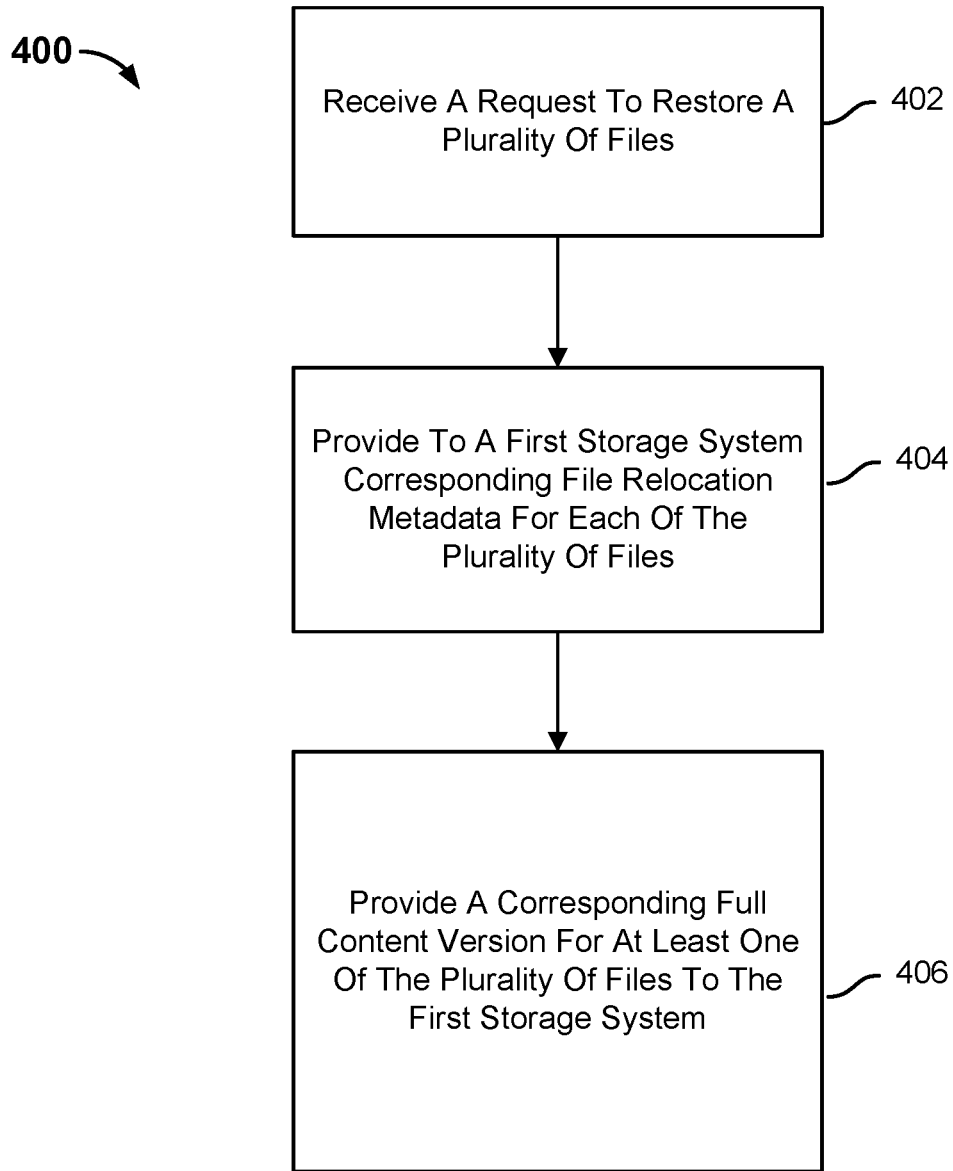 400
Receive A Request To Restore A
Plurality Of Files
402
Provide To A First Storage System
Corresponding File Relocation
Metadata For Each Of The
Plurality Of Files
404
Provide A Corresponding Full
Content Version For At Least One
Of The Plurality Of Files To The
First Storage System
406